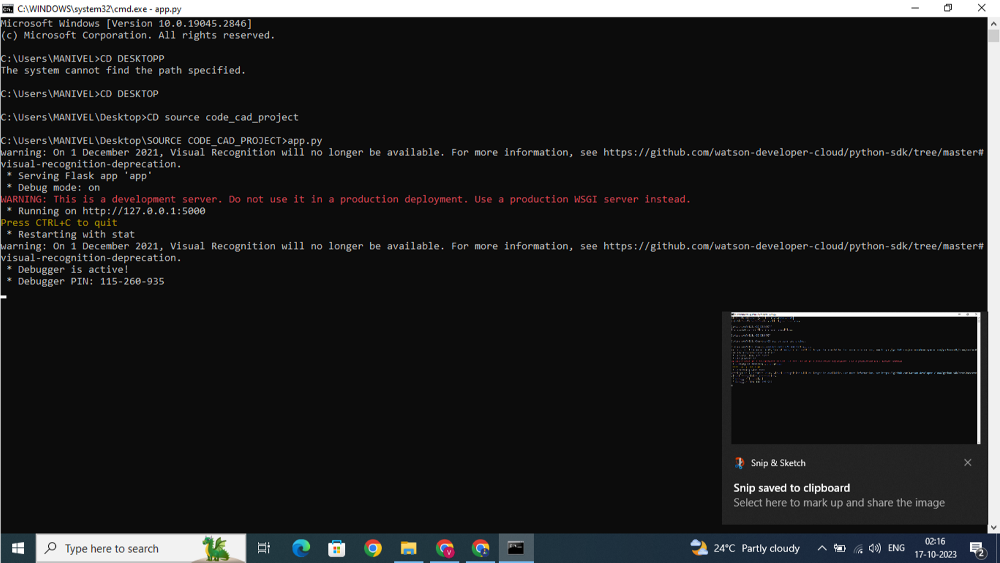 C:\WINDOWS\system32\cmd.exe - app.py
Microsoft Windows [Version 10.0.19045.2846]
(c) Microsoft Corporation. All rights reserved.
C:\Users\MANIVEL>CD DESKTOPP
The system cannot find the path specified.
C:\Users\MANIVEL>CD DESKTOP
C:\Users\MANIVEL\Desktop>CD source code_cad_project
C:\Users\MANIVEL\Desktop\SOURCE CODE_CAD_PROJECT>app.py
warning: On 1 December 2021, Visual Recognition will no longer be available. For more information, see https://github.com/watson-developer-cloud/python-sdk/tree/master#
visual-recognition-deprecation.
 * Serving Flask app 'app'
 * Debug mode: on
WARNING: This is a development server. Do not use it in a production deployment. Use a production WSGI server instead.
 * Running on http://127.0.0.1:5000
Press CTRL+C to quit
 * Restarting with stat
warning: On 1 December 2021, Visual Recognition will no longer be available. For more information, see https://github.com/watson-developer-cloud/python-sdk/tree/master#
visual-recognition-deprecation.
 * Debugger is active!
 * Debugger PIN: 115-260-935
Snip & Sketch
Snip saved to clipboard
Select here to mark up and share the image
Type here to search
V
24°C Partly cloudy
ENG
02:16
17-10-2023
2